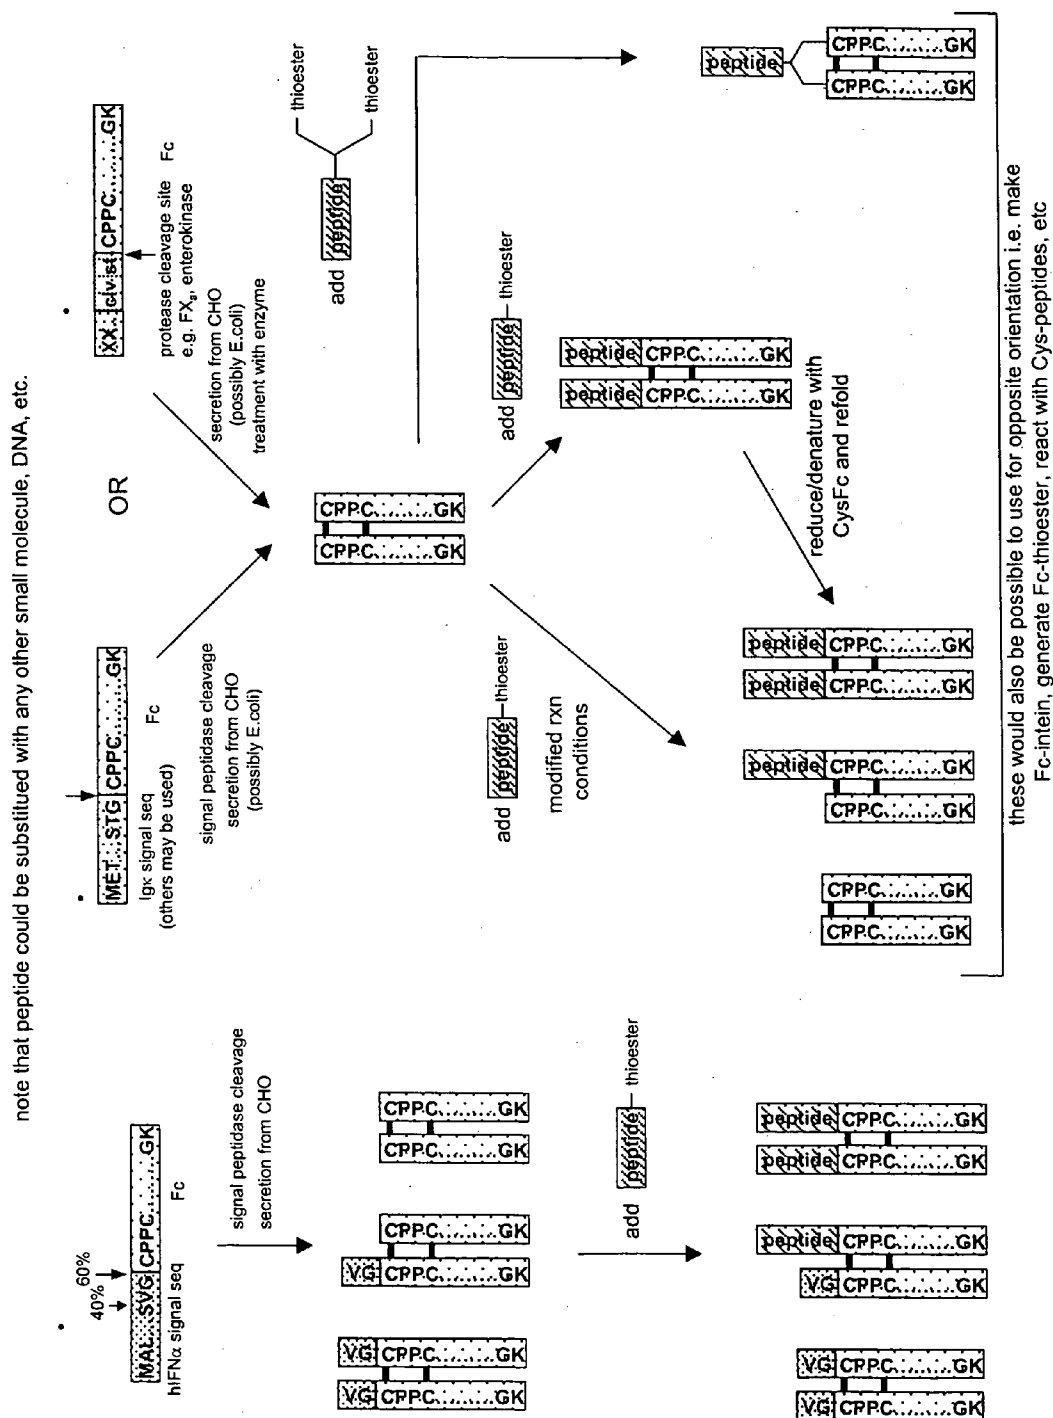 note that peptide could be substitued with any other small molecule, DNA, etc.
40%
60%
MAL...SVG CPPC.........GK
hIFNα signal seq
Fc
signal peptidase cleavage
secretion from CHO
VG CPPC.........GK
VG CPPC.........GK
VG CPPC.........GK
CPPC.........GK
CPPC.........GK
CPPC.........GK
add peptide thioester
VG CPPC.........GK
VG CPPC.........GK
peptide CPPC.........GK
VG CPPC.........GK
peptide CPPC.........GK
peptide CPPC.........GK
MET...STG CPPC.........GK
Igκ signal seq
(others may be used)
Fc
signal peptidase cleavage
secretion from CHO
(possibly E.coli)
OR
XX...clv st CPPC.........GK
protease cleavage site
e.g. FXa, enterokinase
Fc
secretion from CHO
(possibly E.coli)
treatment with enzyme
CPPC.........GK
CPPC.........GK
add peptide thioester
modified rxn
conditions
add peptide thioester
add peptide thioester
thioester
peptide CPPC.........GK
peptide CPPC.........GK
reduce/denature with
CysFc and refold
CPPC.........GK
CPPC.........GK
peptide CPPC.........GK
CPPC.........GK
peptide CPPC.........GK
peptide CPPC.........GK
peptide
CPPC.........GK
CPPC.........GK
these would also be possible to use for opposite orientation i.e. make
Fc-intein, generate Fc-thioester, react with Cys-peptides, etc